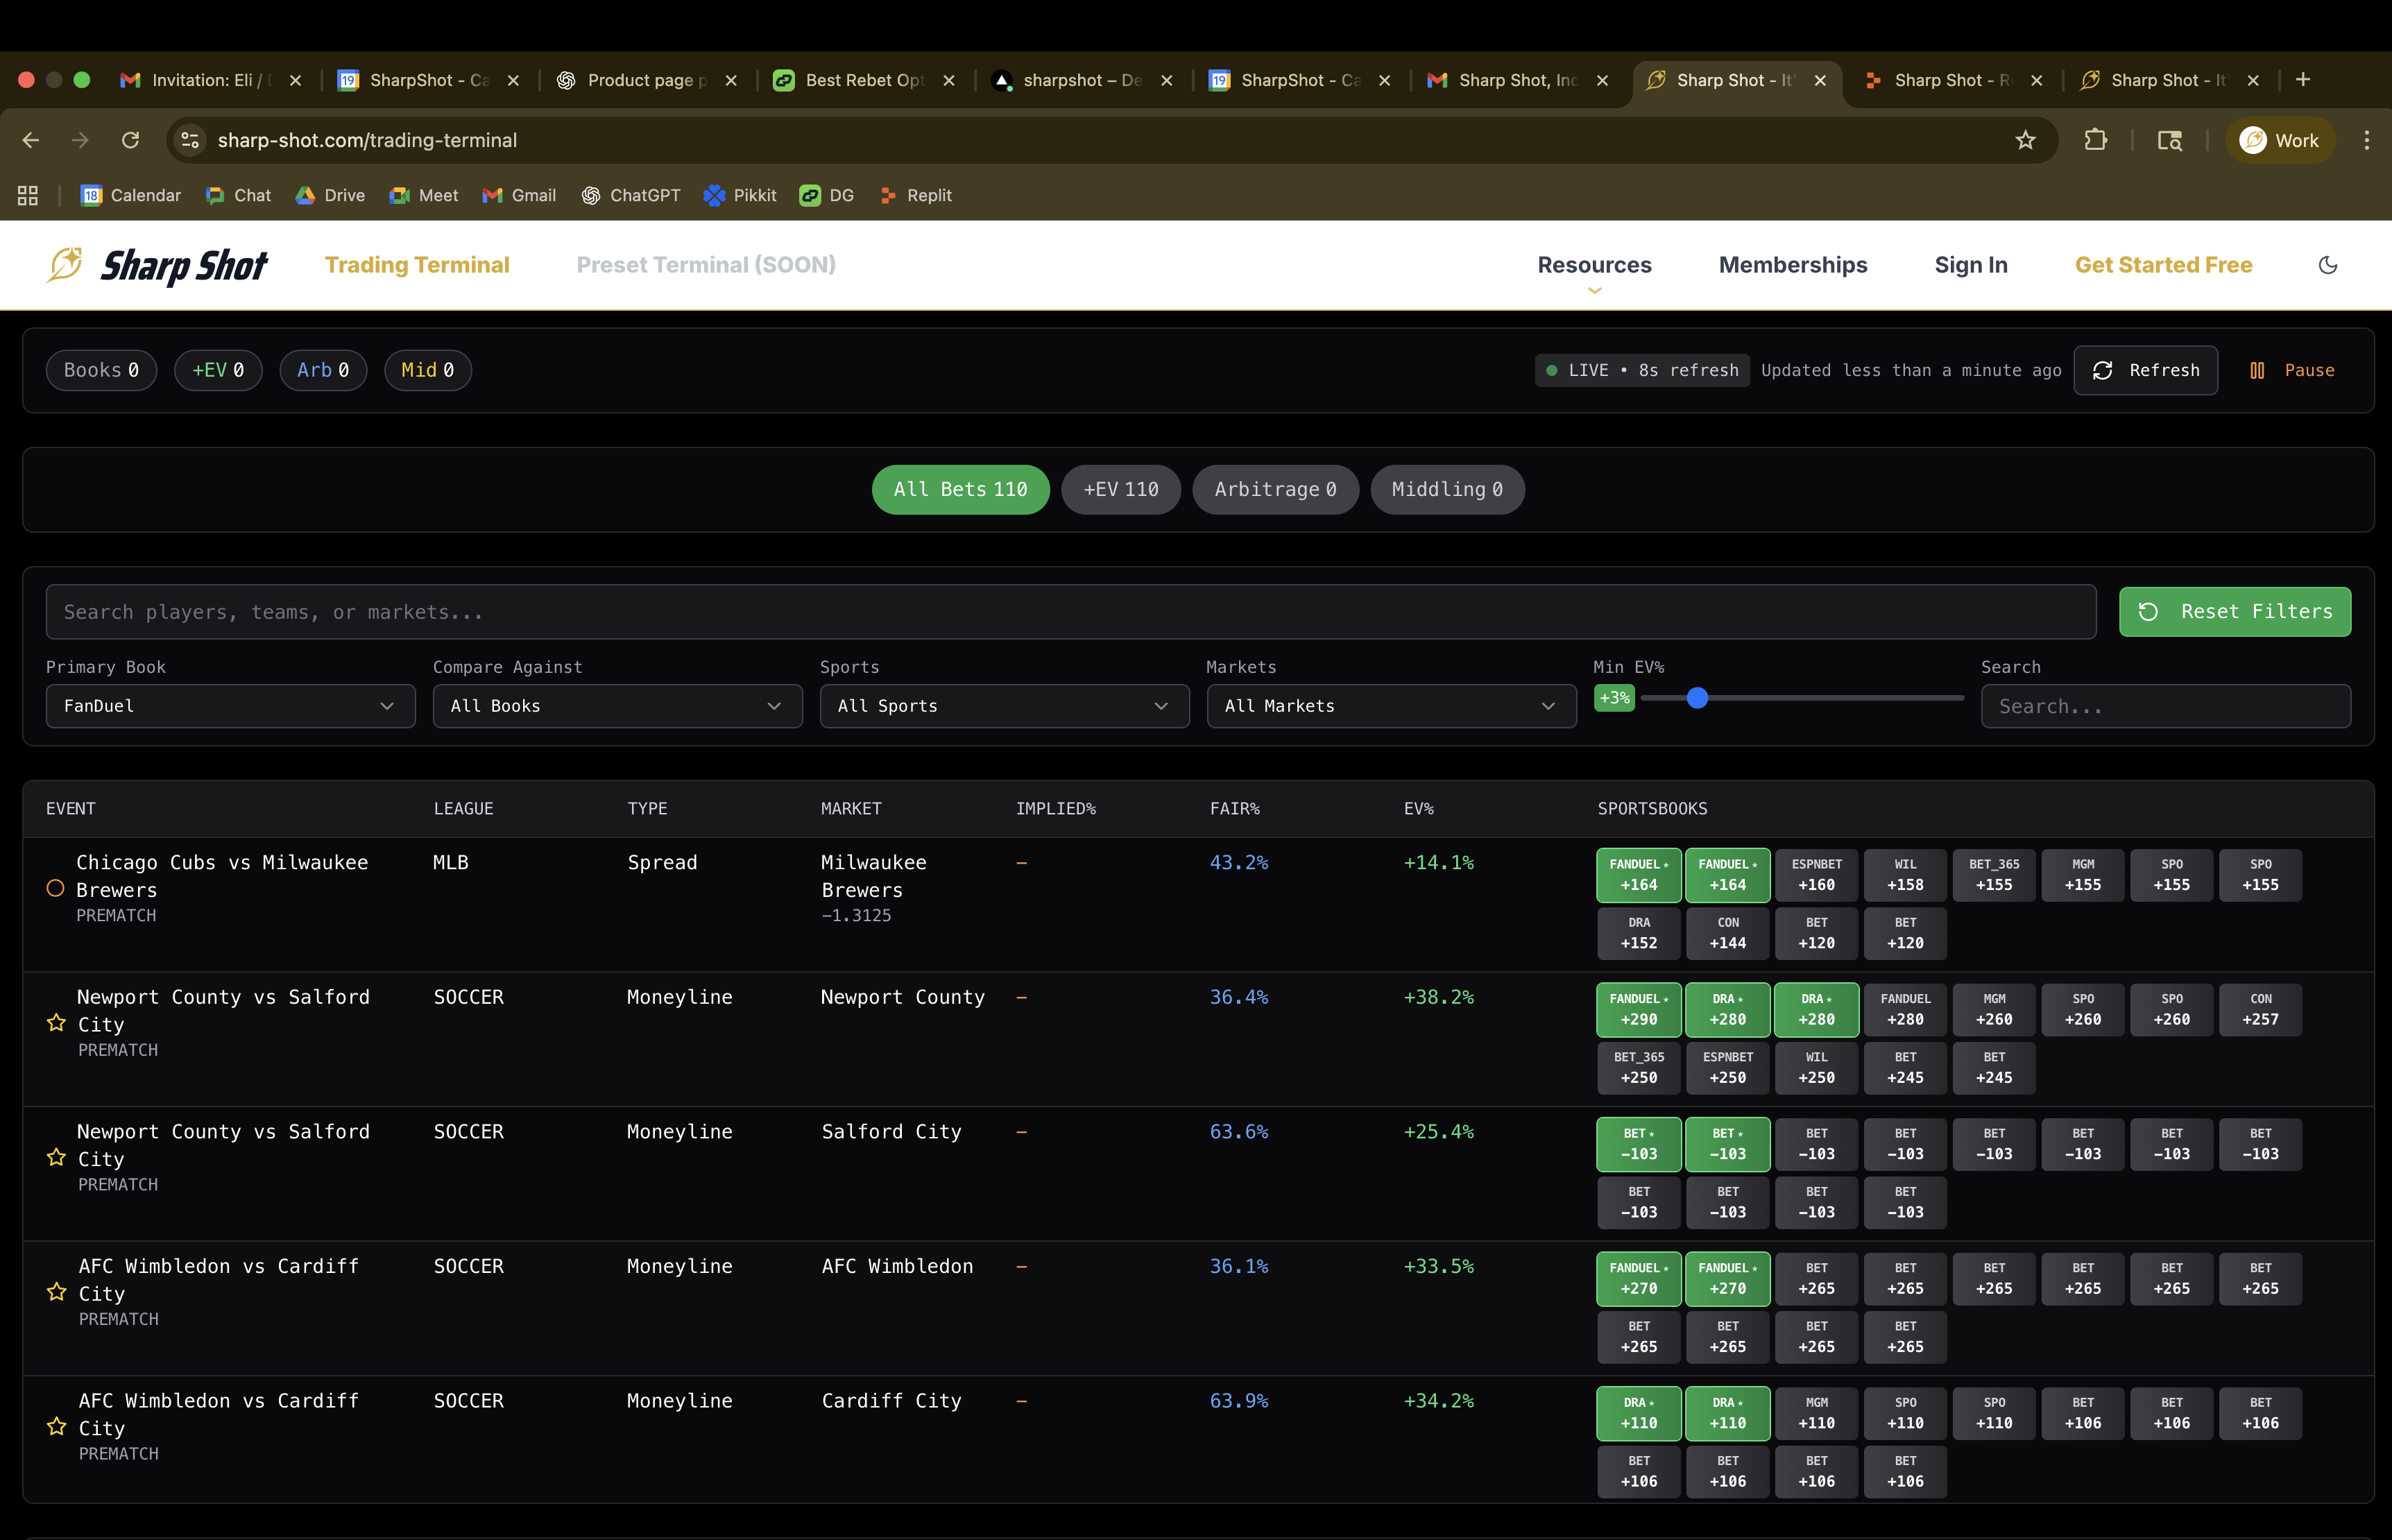 Invitation: Eli /
SharpShot - Ca
Product page p
Best Rebet Opt
sharpshot – De
SharpShot - Ca
Sharp Shot, Inc
Sharp Shot - It'
Sharp Shot - R
Sharp Shot - It'
sharp-shot.com/trading-terminal
Work
Calendar Chat Drive Meet Gmail ChatGPT Pikkit DG Replit
Sharp Shot
Trading Terminal
Preset Terminal (SOON)
Resources
Memberships
Sign In
Get Started Free
Books 0
+EV 0
Arb 0
Mid 0
LIVE • 8s refresh
Updated less than a minute ago
Refresh
Pause
All Bets 110
+EV 110
Arbitrage 0
Middling 0
Search players, teams, or markets...
Reset Filters
Primary Book Compare Against Sports Markets Min EV% Search
FanDuel All Books All Sports All Markets +3% Search...
EVENT LEAGUE TYPE MARKET IMPLIED% FAIR% EV% SPORTSBOOKS
Chicago Cubs vs Milwaukee
Brewers
PREMATCH
MLB
Spread
Milwaukee
Brewers
−1.3125
—
43.2%
+14.1%
FANDUEL★ FANDUEL★ ESPNBET WIL BET_365 MGM SPO SPO
+164 +164 +160 +158 +155 +155 +155 +155
DRA CON BET BET
+152 +144 +120 +120
Newport County vs Salford
City
PREMATCH
SOCCER
Moneyline
Newport County
—
36.4%
+38.2%
FANDUEL★ DRA★ DRA★ FANDUEL MGM SPO SPO CON
+290 +280 +280 +280 +260 +260 +260 +257
BET_365 ESPNBET WIL BET BET
+250 +250 +250 +245 +245
Newport County vs Salford
City
PREMATCH
SOCCER
Moneyline
Salford City
—
63.6%
+25.4%
BET★ BET★ BET BET BET BET BET BET
−103 −103 −103 −103 −103 −103 −103 −103
BET BET BET BET
−103 −103 −103 −103
AFC Wimbledon vs Cardiff
City
PREMATCH
SOCCER
Moneyline
AFC Wimbledon
—
36.1%
+33.5%
FANDUEL★ FANDUEL★ BET BET BET BET BET BET
+270 +270 +265 +265 +265 +265 +265 +265
BET BET BET BET
+265 +265 +265 +265
AFC Wimbledon vs Cardiff
City
PREMATCH
SOCCER
Moneyline
Cardiff City
—
63.9%
+34.2%
DRA★ DRA★ MGM SPO SPO BET BET BET
+110 +110 +110 +110 +110 +106 +106 +106
BET BET BET BET
+106 +106 +106 +106